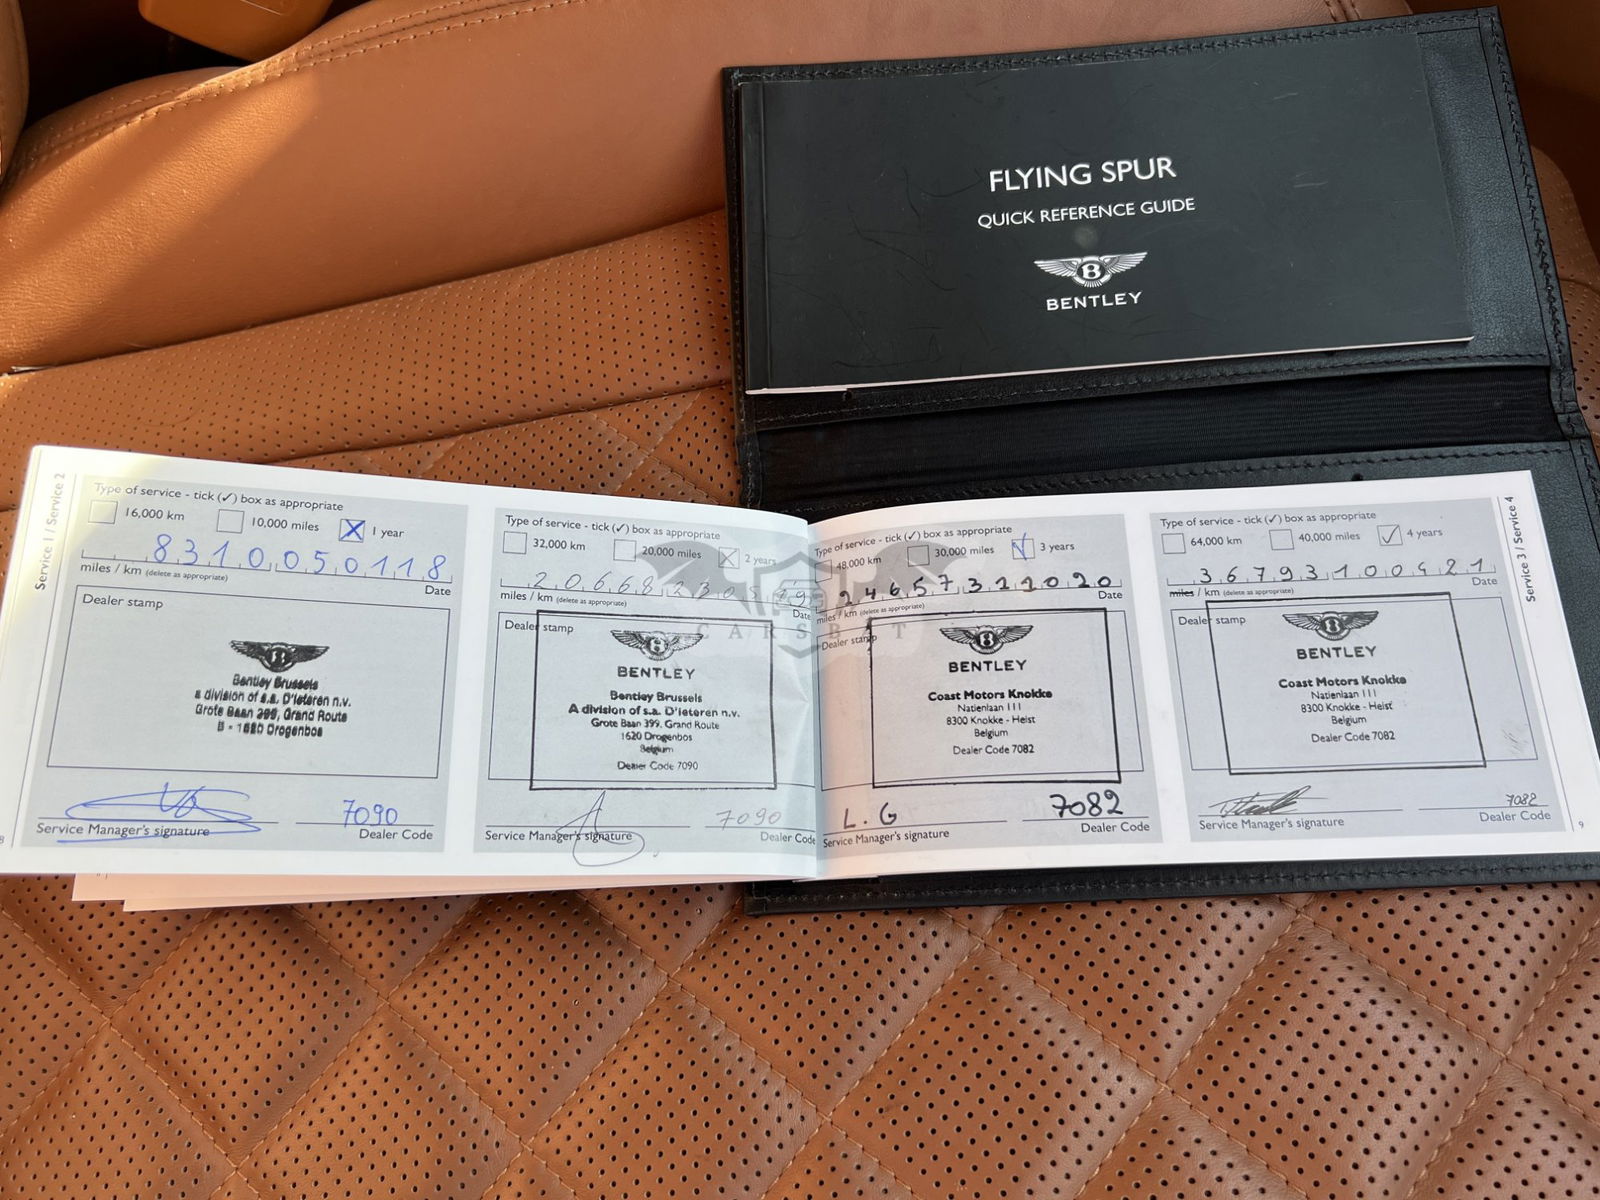 FLYING SPUR
QUICK REFERENCE GUIDE
B
BENTLEY
Service 1 / Service 2
Type of service - tick (✓) box as appropriate
16,000 km 10,000 miles 1 year
8310050118
miles / km (delete as appropriate) Date
Dealer stamp
B
Bentley Brussels
a division of s.a. D'Ieteren n.v.
Grote Baan 399, Grand Route
B - 1620 Drogenbos
7090
Service Manager's signature Dealer Code
8
Type of service - tick (✓) box as appropriate
32,000 km 20,000 miles 2 years
20668
miles / km (delete as appropriate) Date
Dealer stamp
B
BENTLEY
Bentley Brussels
A division of s.a. D'Ieteren n.v.
Grote Baan 399, Grand Route
1620 Drogenbos
Belgium
Dealer Code 7090
7090
Service Manager's signature Dealer Code
CARSBAT
Type of service - tick (✓) box as appropriate
48,000 km 30,000 miles 3 years
24657321020
miles / km (delete as appropriate) Date
Dealer stamp
B
BENTLEY
Coast Motors Knokke
Natienlaan 111
8300 Knokke - Heist
Belgium
Dealer Code 7082
L.G 7082
Service Manager's signature Dealer Code
Type of service - tick (✓) box as appropriate
64,000 km 40,000 miles 4 years
36793100421
miles / km (delete as appropriate) Date
Dealer stamp
B
BENTLEY
Coast Motors Knokke
Natienlaan 111
8300 Knokke - Heist
Belgium
Dealer Code 7082
7082
Service Manager's signature Dealer Code
Service 3 / Service 4
9